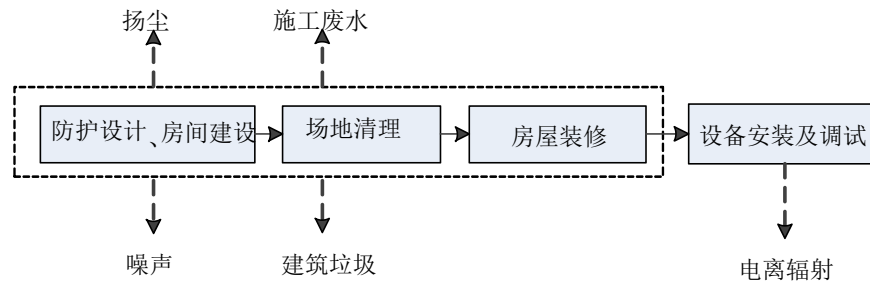 扬尘
施工废水
防护设计、房间建设
场地清理
房屋装修
设备安装及调试
噪声
建筑垃圾
电离辐射